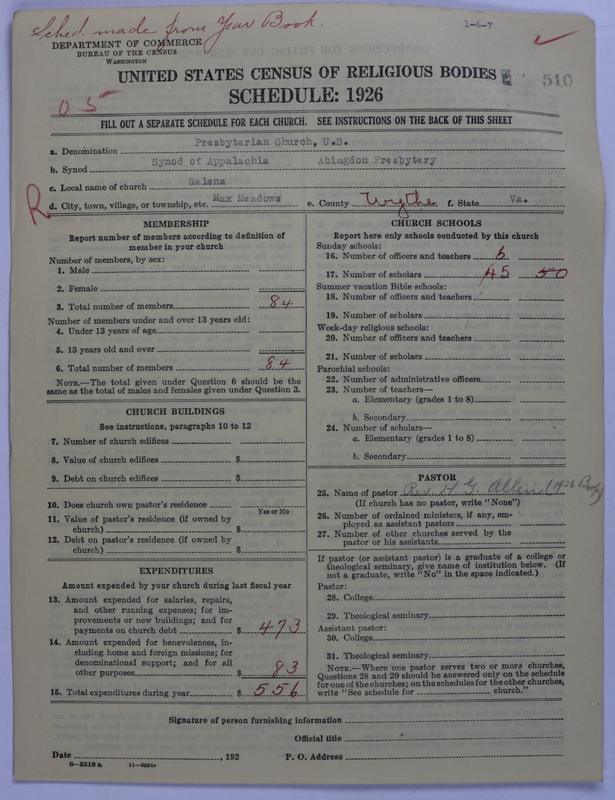 Sched. made from Year Book.
1-6-7
DEPARTMENT OF COMMERCE
BUREAU OF THE CENSUS
WASHINGTON
UNITED STATES CENSUS OF RELIGIOUS BODIES
510
05
SCHEDULE: 1926
FILL OUT A SEPARATE SCHEDULE FOR EACH CHURCH. SEE INSTRUCTIONS ON THE BACK OF THIS SHEET
a. Denomination Presbyterian Church, U.S.
b. Synod Synod of Appalachia Abingdon Presbytery
c. Local name of church Galena
R d. City, town, village, or township, etc. Max Meadows e. County Wythe f. State Va.
MEMBERSHIP
Report number of members according to definition of member in your church
Number of members, by sex:
1. Male
2. Female
3. Total number of members 84
Number of members under and over 13 years old:
4. Under 13 years of age
5. 13 years old and over
6. Total number of members 84
NOTE.—The total given under Question 6 should be the same as the total of males and females given under Question 3.
CHURCH BUILDINGS
See instructions, paragraphs 10 to 12
7. Number of church edifices
8. Value of church edifices $
9. Debt on church edifices $
10. Does church own pastor's residence
Yes or No
11. Value of pastor's residence (if owned by church) $
12. Debt on pastor's residence (if owned by church) $
EXPENDITURES
Amount expended by your church during last fiscal year
13. Amount expended for salaries, repairs, and other running expenses; for improvements or new buildings; and for payments on church debt $ 473
14. Amount expended for benevolences, including home and foreign missions; for denominational support; and for all other purposes $ 83
15. Total expenditures during year $ 556
CHURCH SCHOOLS
Report here only schools conducted by this church
Sunday schools:
16. Number of officers and teachers 6
17. Number of scholars 45 50
Summer vacation Bible schools:
18. Number of officers and teachers
19. Number of scholars
Week-day religious schools:
20. Number of officers and teachers
21. Number of scholars
Parochial schools:
22. Number of administrative officers
23. Number of teachers—
a. Elementary (grades 1 to 8)
b. Secondary
24. Number of scholars—
a. Elementary (grades 1 to 8)
b. Secondary
PASTOR
25. Name of pastor Rev. H. G. Allen (1926 Book)
(If church has no pastor, write "None")
26. Number of ordained ministers, if any, employed as assistant pastors
27. Number of other churches served by the pastor or his assistants
If pastor (or assistant pastor) is a graduate of a college or theological seminary, give name of institution below. (If not a graduate, write "No" in the space indicated.)
Pastor:
28. College
29. Theological seminary
Assistant pastor:
30. College
31. Theological seminary
NOTE.—Where one pastor serves two or more churches, Questions 28 and 29 should be answered only on the schedule for one of the churches; on the schedules for the other churches, write "See schedule for church."
Signature of person furnishing information
Official title
Date , 192 P. O. Address
8-5518a